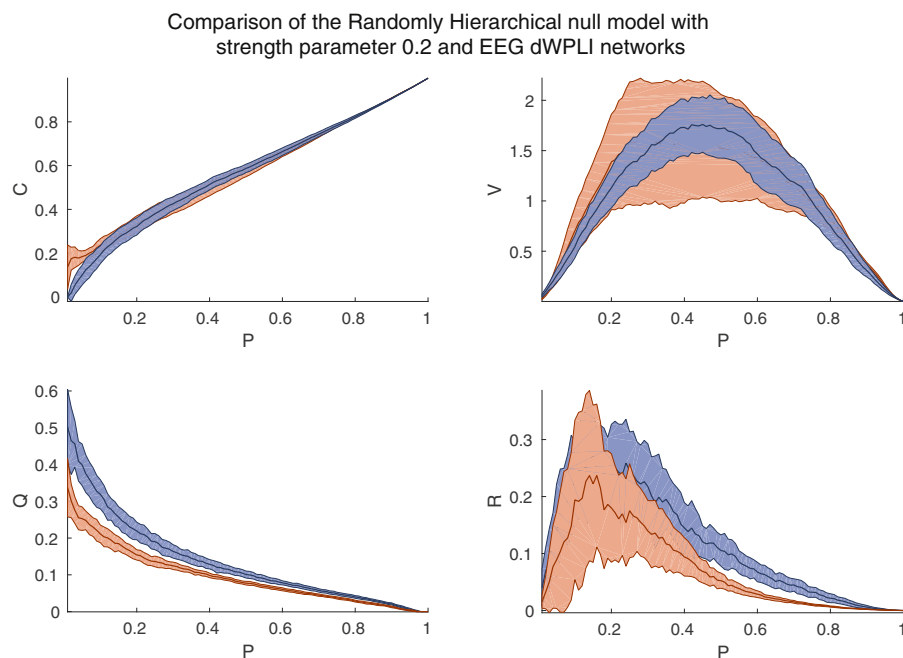 Comparison of the Randomly Hierarchical null model with
strength parameter 0.2 and EEG dWPLI networks
C
0.8
0.6
0.4
0.2
0
0.2 0.4 0.6 0.8 1
P
V
2
1.5
1
0.5
0.2 0.4 0.6 0.8 1
P
Q
0.6
0.5
0.4
0.3
0.2
0.1
0
0.2 0.4 0.6 0.8 1
P
R
0.3
0.2
0.1
0
0.2 0.4 0.6 0.8 1
P